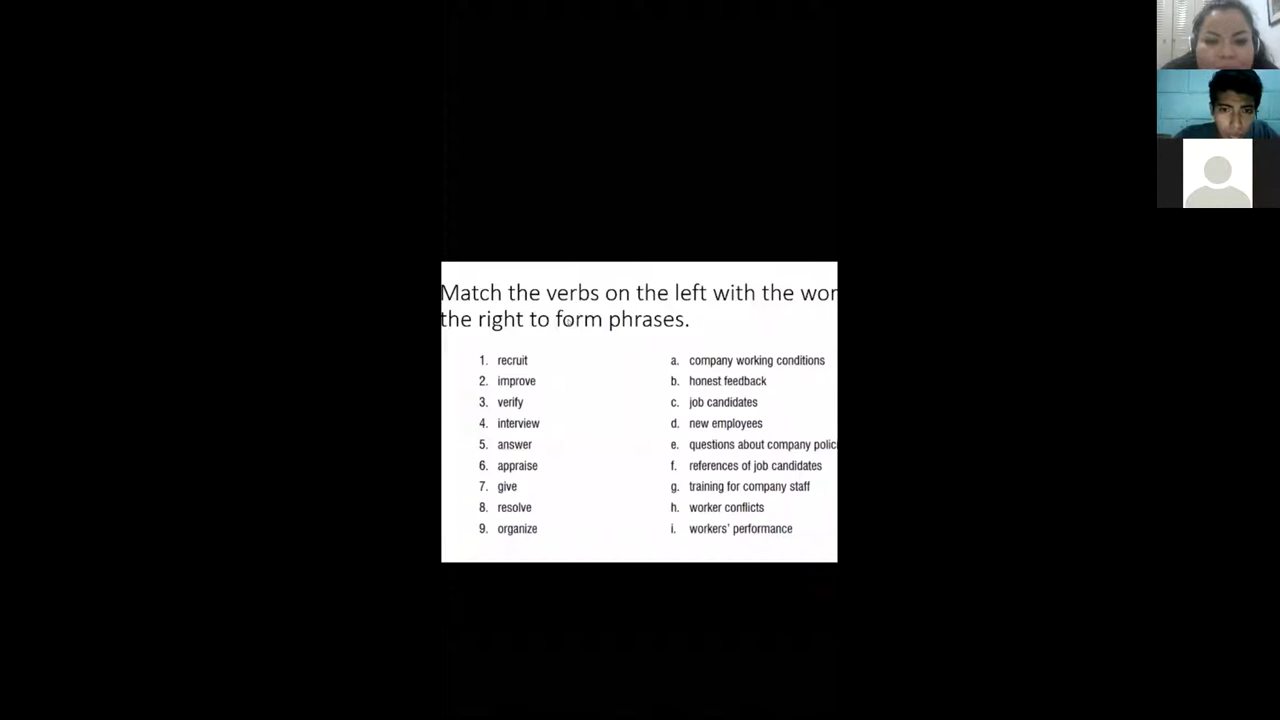 Match the verbs on the left with the wor
the right to form phrases.
1. recruit
2. improve
3. verify
4. interview
5. answer
6. appraise
7. give
8. resolve
9. organize
a. company working conditions
b. honest feedback
c. job candidates
d. new employees
e. questions about company polic
f. references of job candidates
g. training for company staff
h. worker conflicts
i. workers' performance